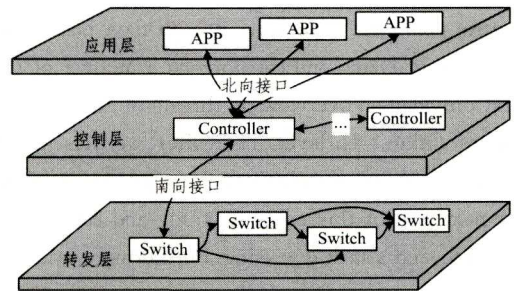 应用层
APP
APP
APP
北向接口
控制层
Controller
...
Controller
南向接口
转发层
Switch
Switch
Switch
Switch